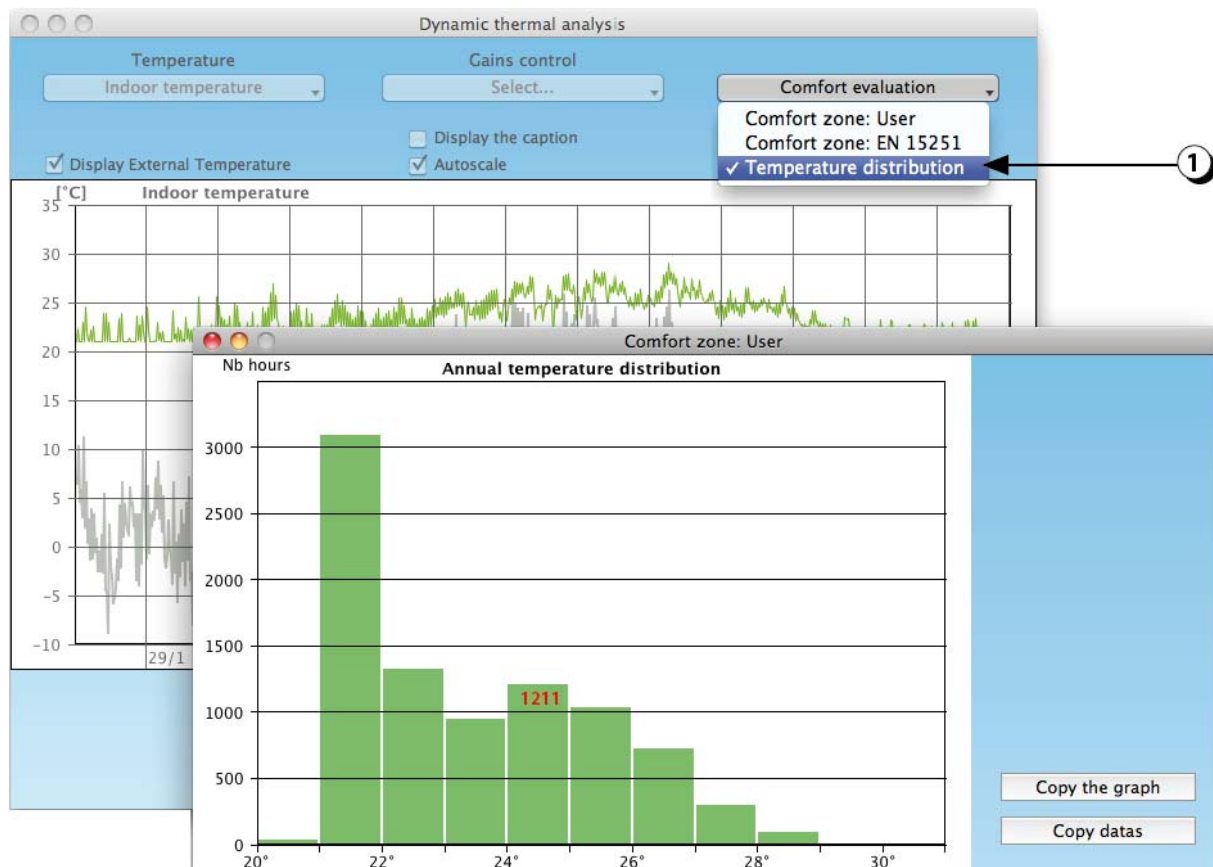 Dynamic thermal analysis
Temperature
Gains control
Indoor temperature
Select...
Comfort evaluation
Comfort zone: User
Comfort zone: EN 15251
Temperature distribution
1
Display the caption
Display External Temperature
Autoscale
[°C]
Indoor temperature
35
30
25
20
15
10
5
0
-5
-10
29/1
Comfort zone: User
Nb hours
Annual temperature distribution
3000
2500
2000
1500
1000
500
0
1211
20°
22°
24°
26°
28°
30°
Copy the graph
Copy datas